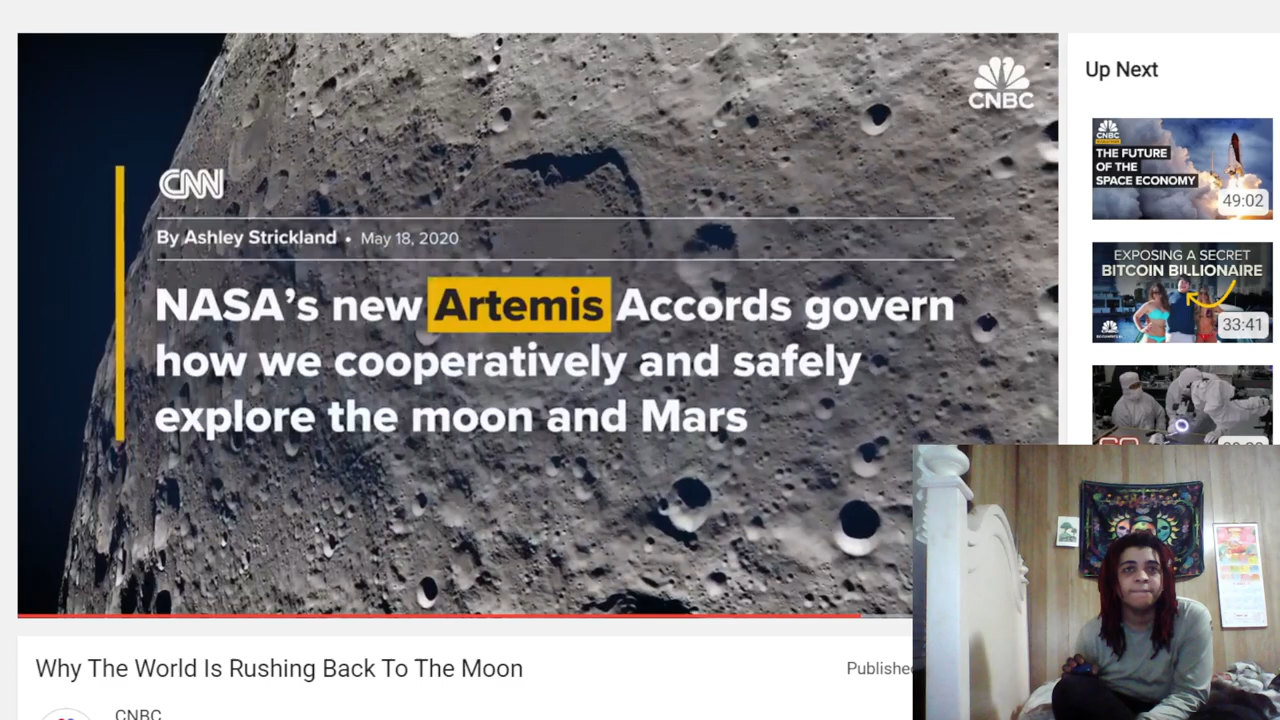 CNBC
CNN
By Ashley Strickland • May 18, 2020
NASA's new Artemis Accords govern
how we cooperatively and safely
explore the moon and Mars
Up Next
CNBC
THE FUTURE
OF THE
SPACE ECONOMY
49:02
EXPOSING A SECRET
BITCOIN BILLIONAIRE
33:41
Why The World Is Rushing Back To The Moon
Published
CNBC